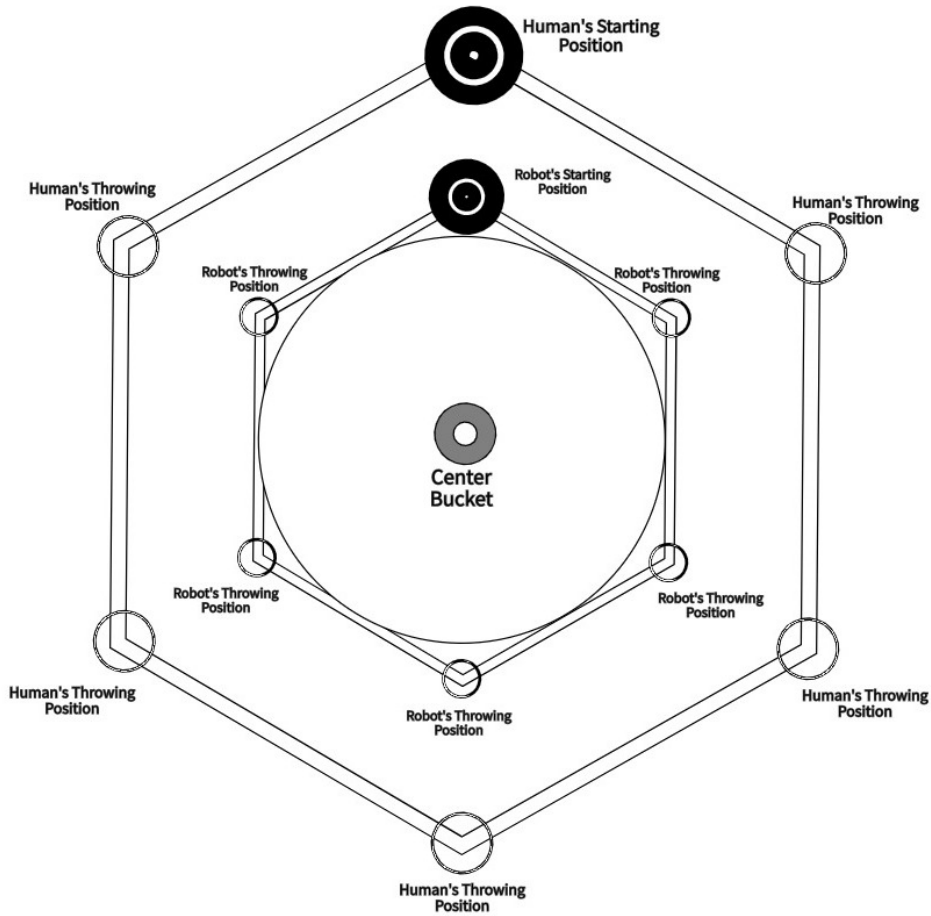 Human's Starting
Position
Robot's Starting
Position
Human's Throwing
Position
Human's Throwing
Position
Robot's Throwing
Position
Robot's Throwing
Position
Center
Bucket
Robot's Throwing
Position
Robot's Throwing
Position
Human's Throwing
Position
Human's Throwing
Position
Robot's Throwing
Position
Human's Throwing
Position